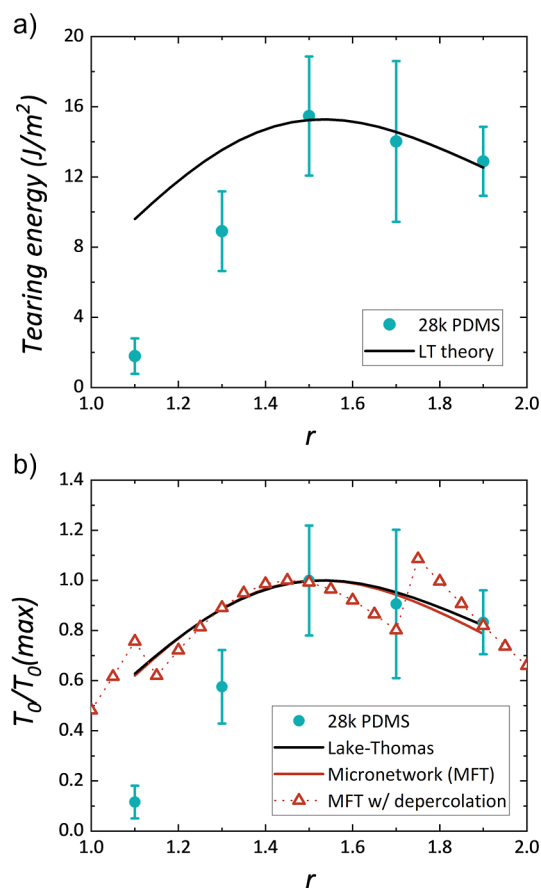 a)
20
16
12
8
4
0
Tearing energy (J/m²)
28k PDMS
LT theory
1.0 1.2 1.4 1.6 1.8 2.0
r
b)
1.4
1.2
1.0
0.8
0.6
0.4
0.2
0.0
T₀/T₀(max)
28k PDMS
Lake-Thomas
Micronetwork (MFT)
MFT w/ depercolation
1.0 1.2 1.4 1.6 1.8 2.0
r